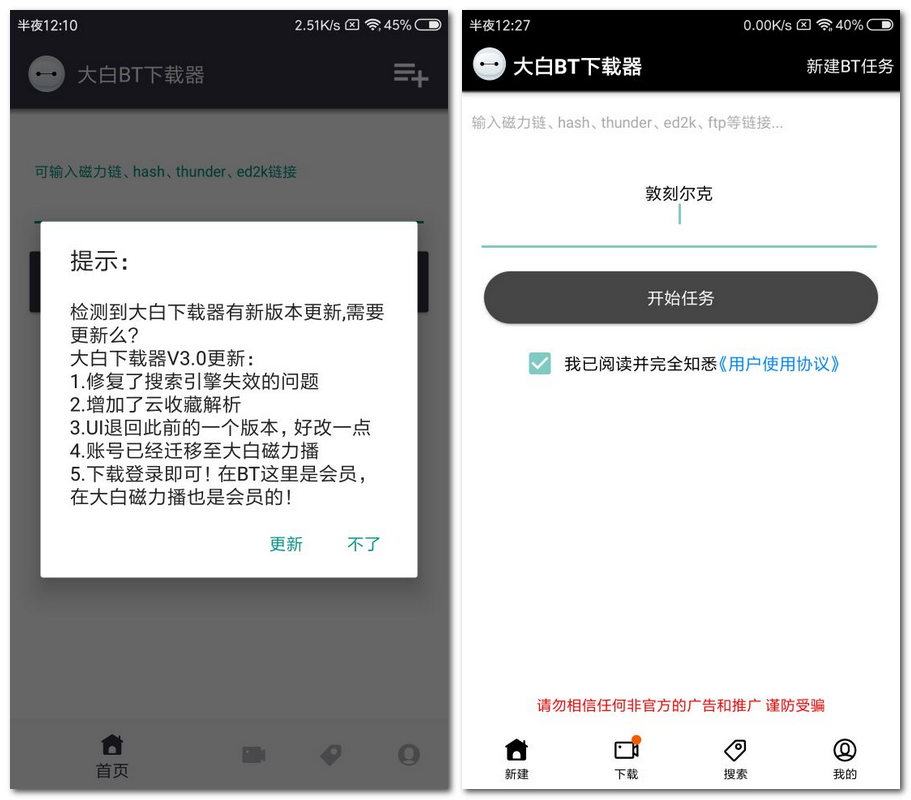 半夜12:10
2.51K/s 45%
大白BT下载器
可输入磁力链、hash、thunder、ed2k链接
提示：
检测到大白下载器有新版本更新,需要
更新么?
大白下载器V3.0更新：
1.修复了搜索引擎失效的问题
2.增加了云收藏解析
3.UI退回此前的一个版本，好改一点
4.账号已经迁移至大白磁力播
5.下载登录即可！在BT这里是会员，
在大白磁力播也是会员的！
更新 不了
首页
半夜12:27
0.00K/s 40%
大白BT下载器
新建BT任务
输入磁力链、hash、thunder、ed2k、ftp等链接...
敦刻尔克
开始任务
我已阅读并完全知悉《用户使用协议》
请勿相信任何非官方的广告和推广 谨防受骗
新建 下载 搜索 我的